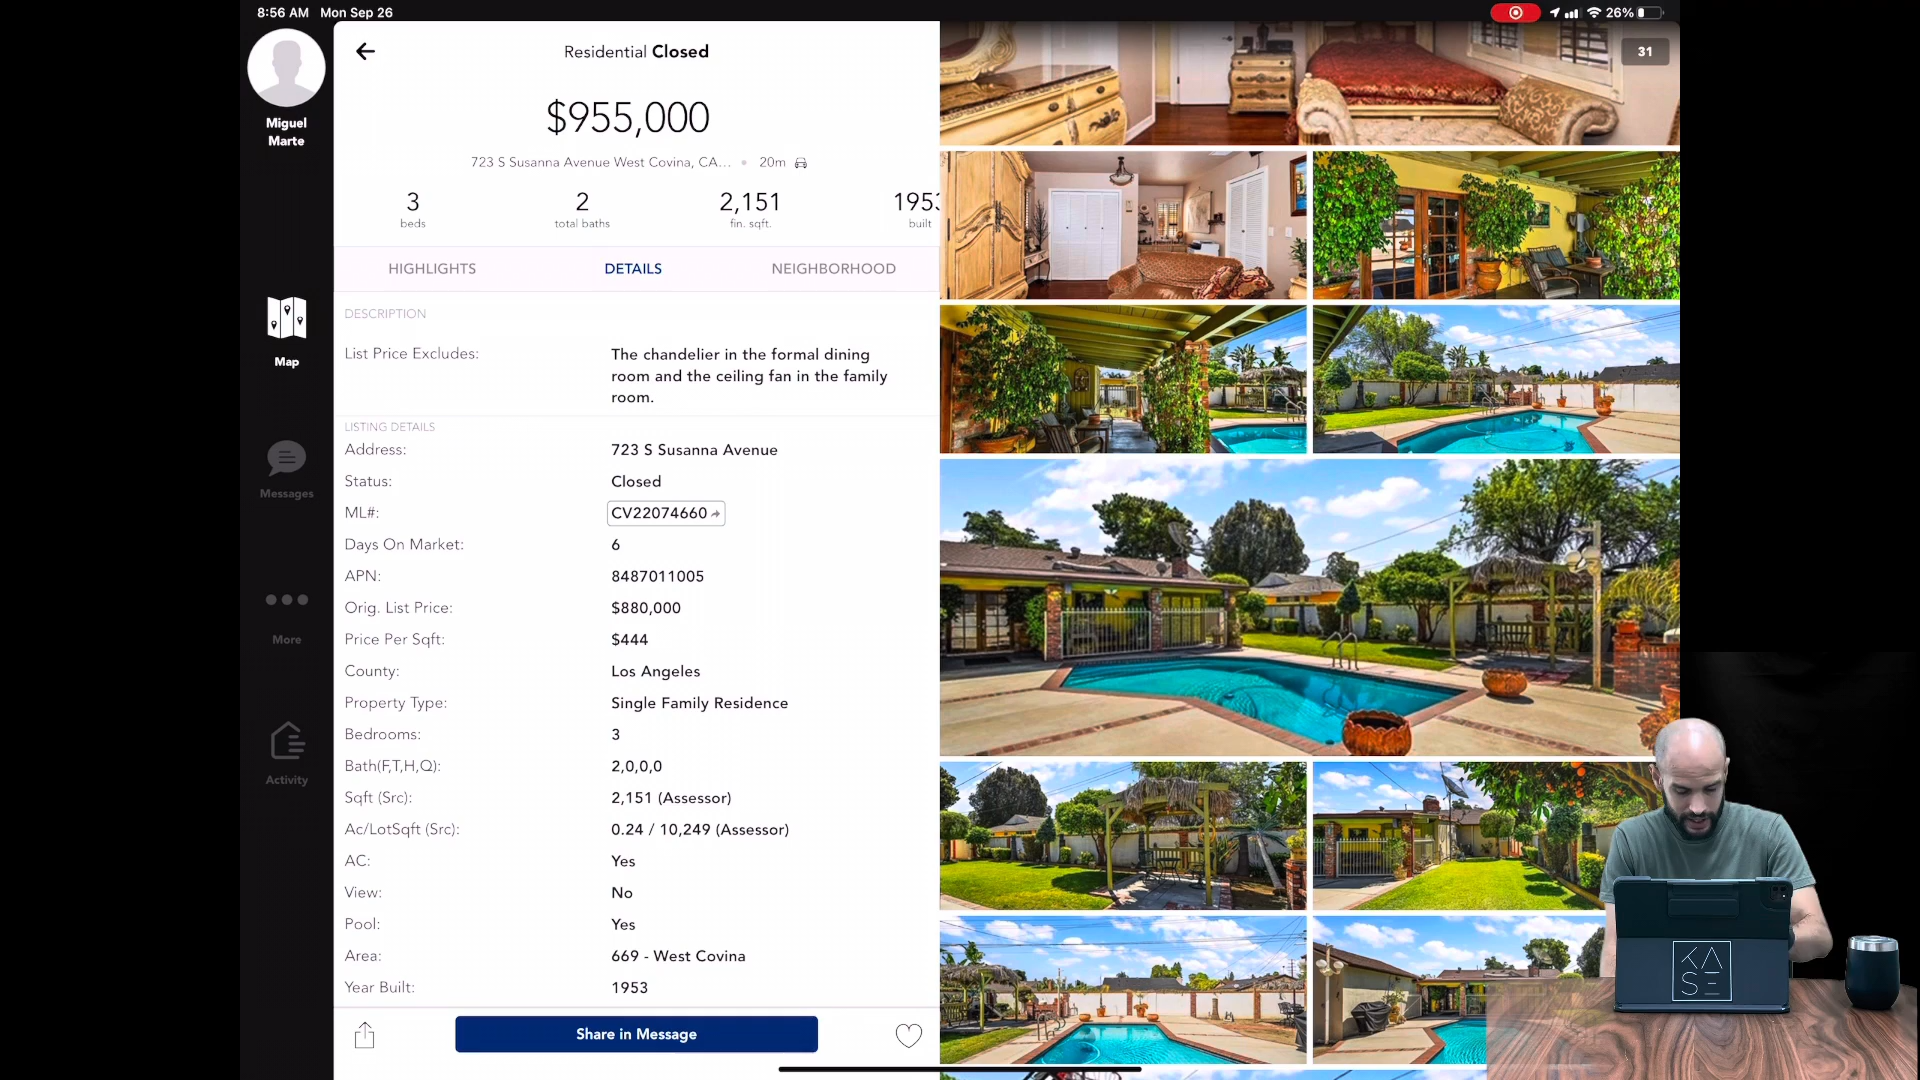 8:56 AM Mon Sep 26
26%
Miguel
Marte
Map
Messages
More
Activity
Residential Closed
$955,000
723 S Susanna Avenue West Covina, CA... • 20m
3
beds
2
total baths
2,151
fin. sqft.
1953
built
HIGHLIGHTS
DETAILS
NEIGHBORHOOD
DESCRIPTION
List Price Excludes: The chandelier in the formal dining
room and the ceiling fan in the family
room.
LISTING DETAILS
Address: 723 S Susanna Avenue
Status: Closed
ML#: CV22074660
Days On Market: 6
APN: 8487011005
Orig. List Price: $880,000
Price Per Sqft: $444
County: Los Angeles
Property Type: Single Family Residence
Bedrooms: 3
Bath(F,T,H,Q): 2,0,0,0
Sqft (Src): 2,151 (Assessor)
Ac/LotSqft (Src): 0.24 / 10,249 (Assessor)
AC: Yes
View: No
Pool: Yes
Area: 669 - West Covina
Year Built: 1953
Share in Message
31
KA
SE